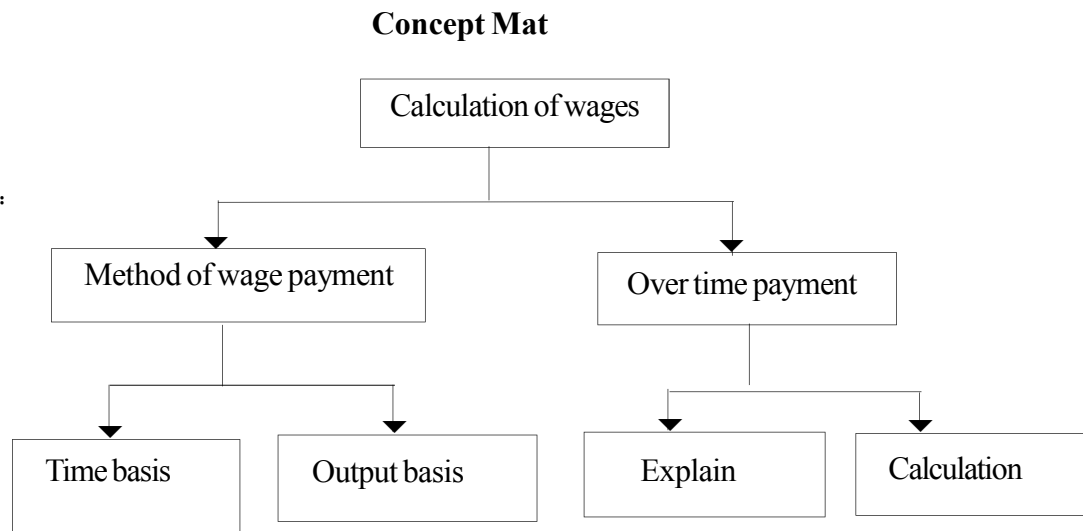 Concept Mat
Calculation of wages
:
Method of wage payment
Over time payment
Time basis
Output basis
Explain
Calculation